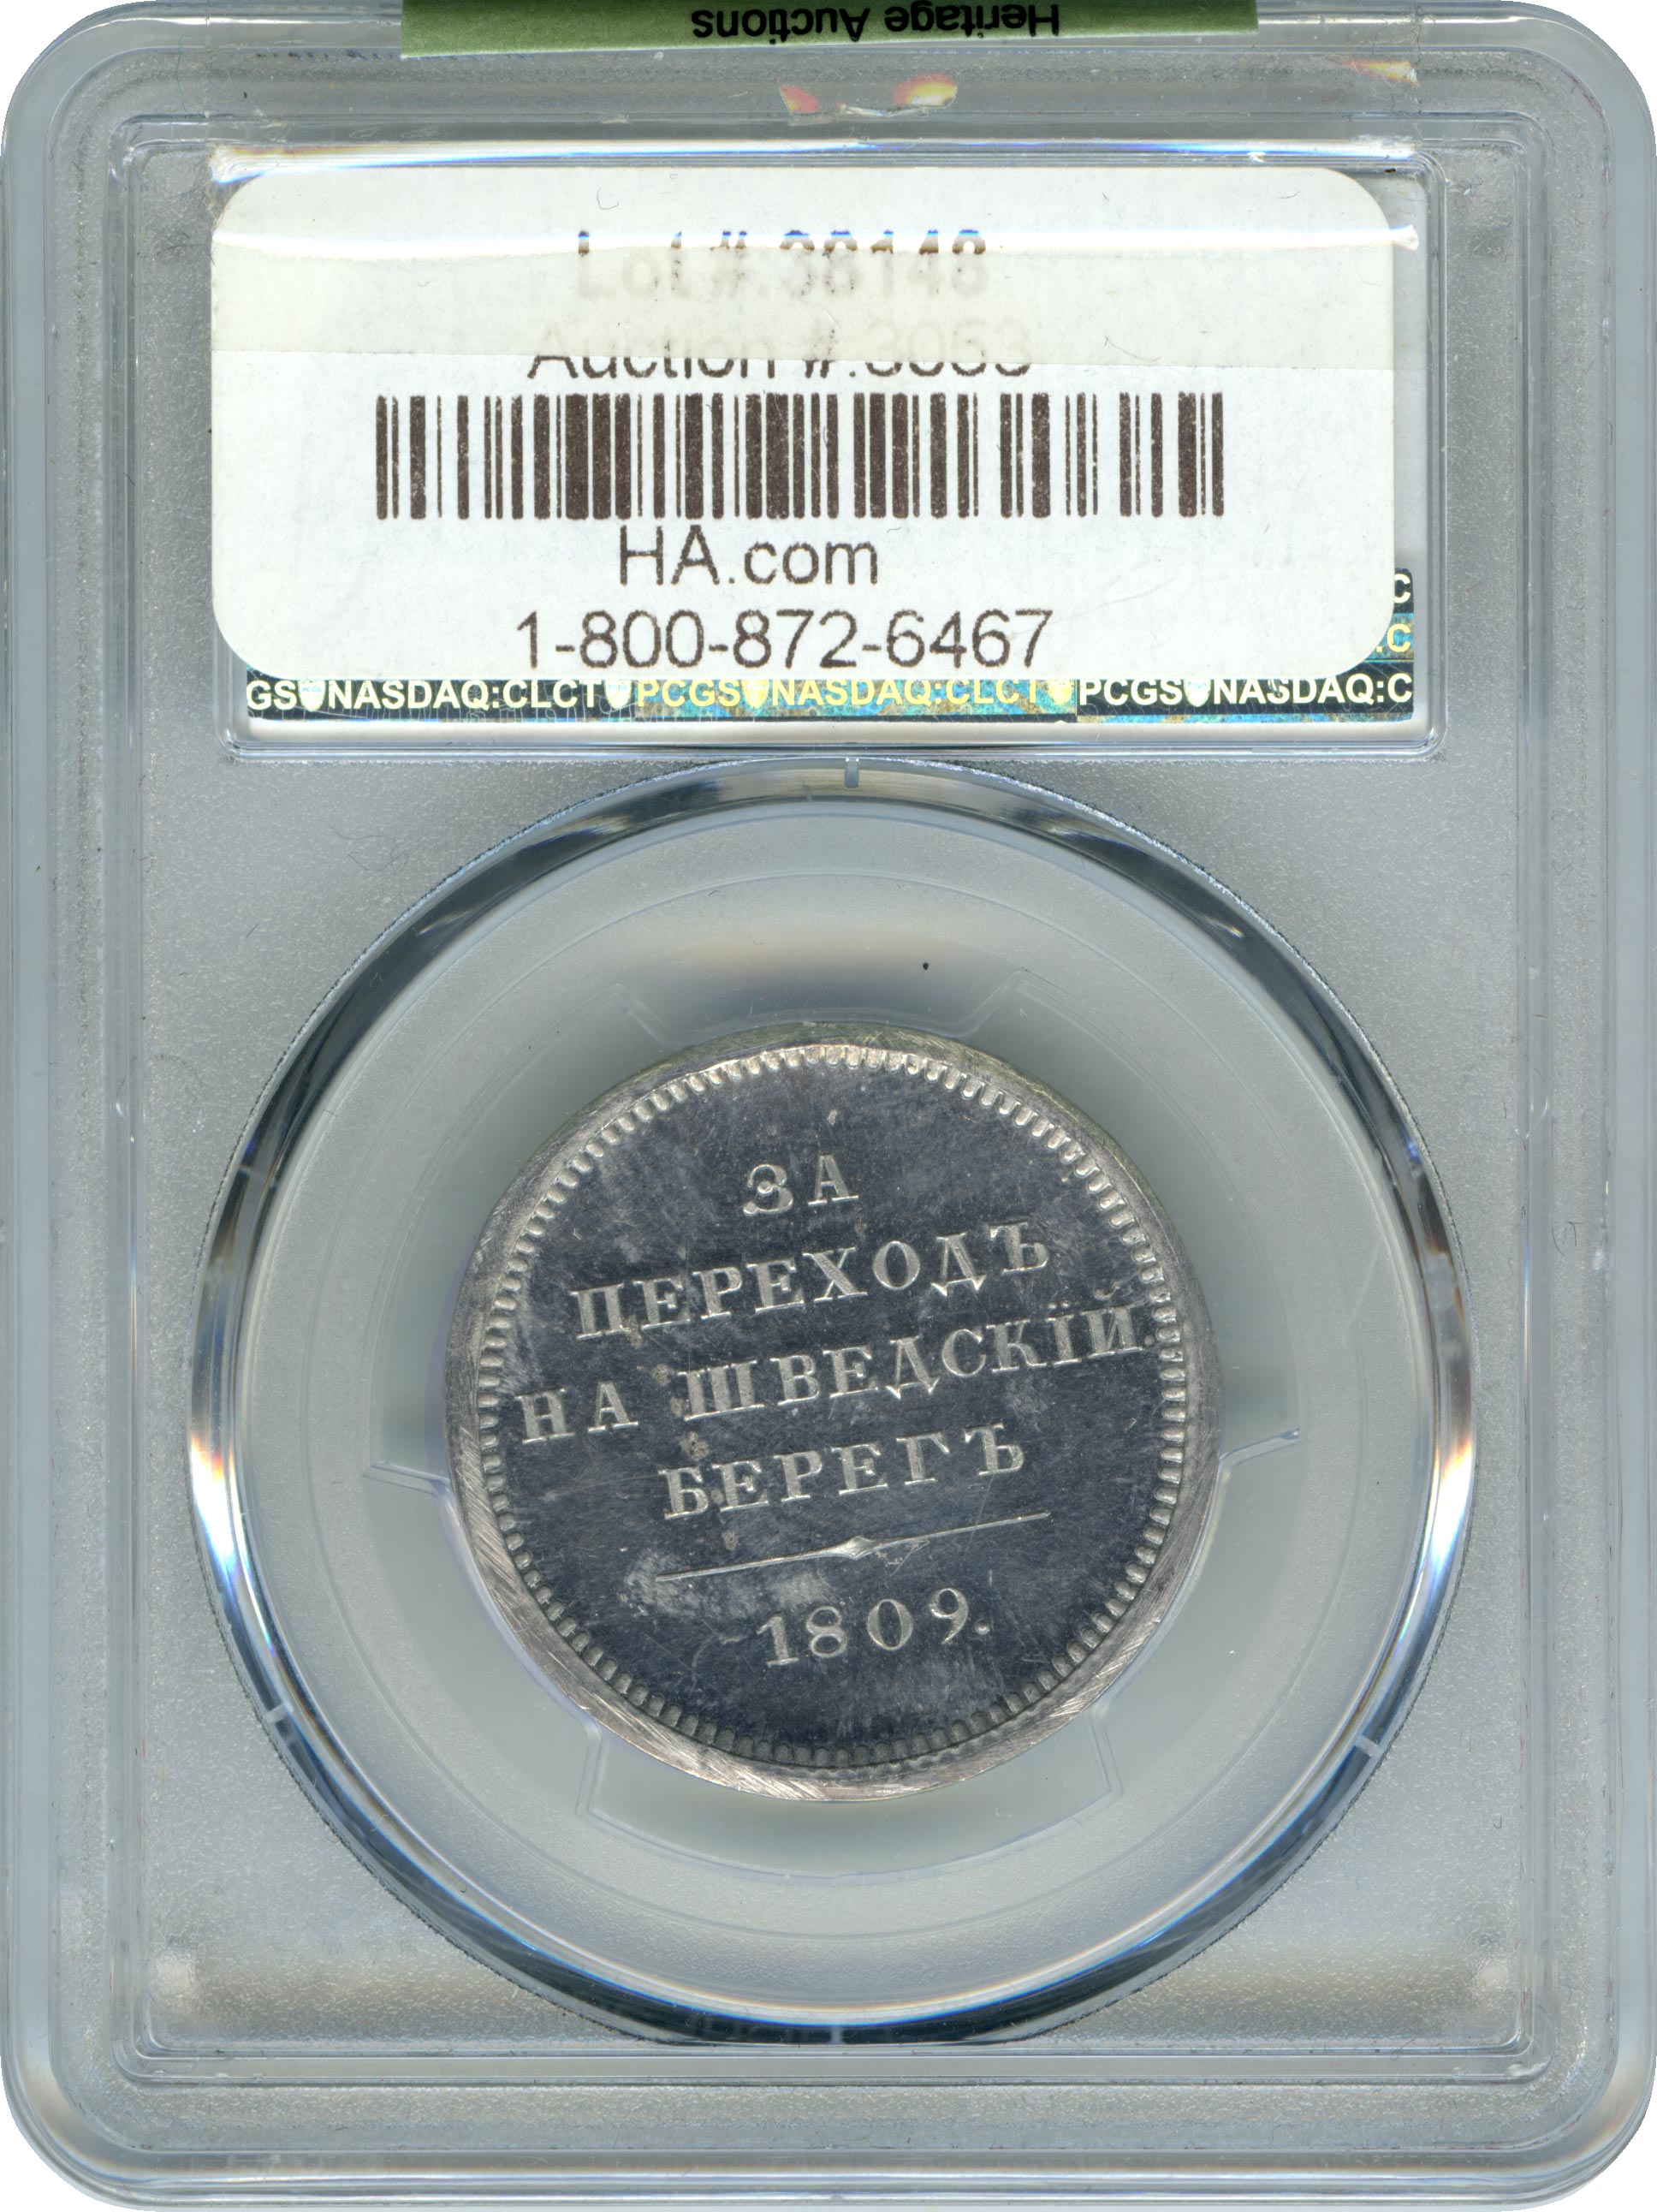 Heritage Auctions
Lot #:38148
Auction #:3053
HA.com
1-800-872-6467
C
.C
GS NASDAQ:CLCT PCGS NASDAQ:CLCT PCGS NASDAQ:C
ЗА
ПЕРЕХОДЪ
НА ШВЕДСКІЙ
БЕРЕГЪ
1809.